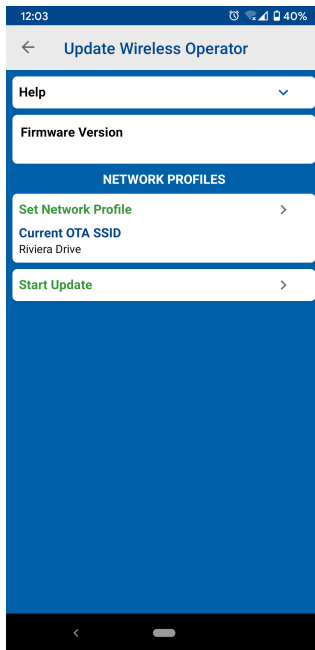 12:03
40%
Update Wireless Operator
Help
Firmware Version
NETWORK PROFILES
Set Network Profile
Current OTA SSID
Riviera Drive
Start Update